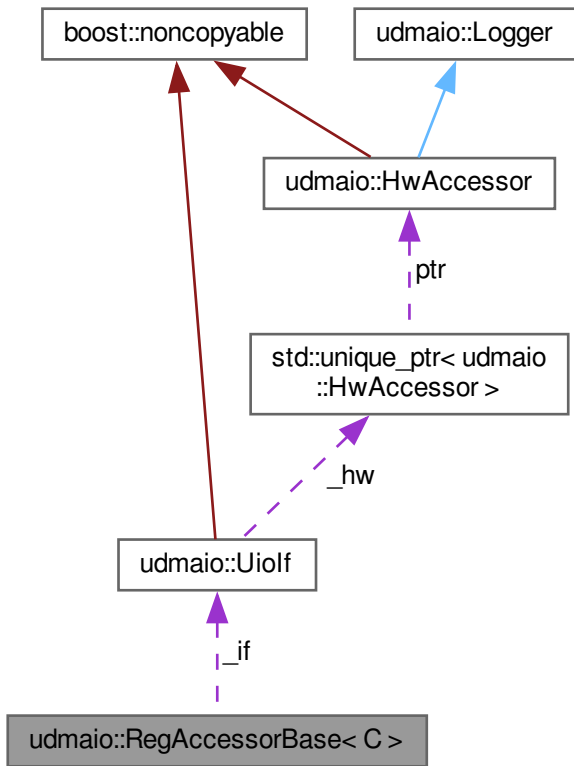 boost::noncopyable
udmaio::Logger
udmaio::HwAccessor
ptr
std::unique_ptr< udmaio
::HwAccessor >
_hw
udmaio::UioIf
_if
udmaio::RegAccessorBase< C >